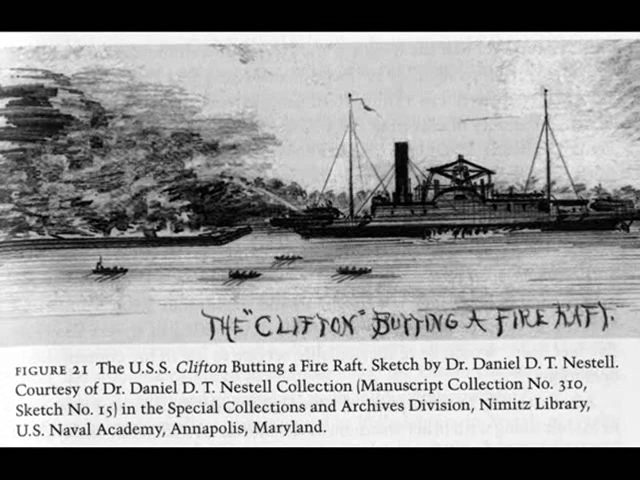 THE "CLIFTON" BUTTING A FIRE RAFT.
FIGURE 21 The U.S.S. Clifton Butting a Fire Raft. Sketch by Dr. Daniel D. T. Nestell.
Courtesy of Dr. Daniel D. T. Nestell Collection (Manuscript Collection No. 310,
Sketch No. 15) in the Special Collections and Archives Division, Nimitz Library,
U.S. Naval Academy, Annapolis, Maryland.